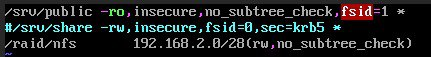 /srv/public -ro,insecure,no_subtree_check,fsid=1 *
#/srv/share -rw,insecure,fsid=0,sec=krb5 *
/raid/nfs 192.168.2.0/28(rw,no_subtree_check)
~